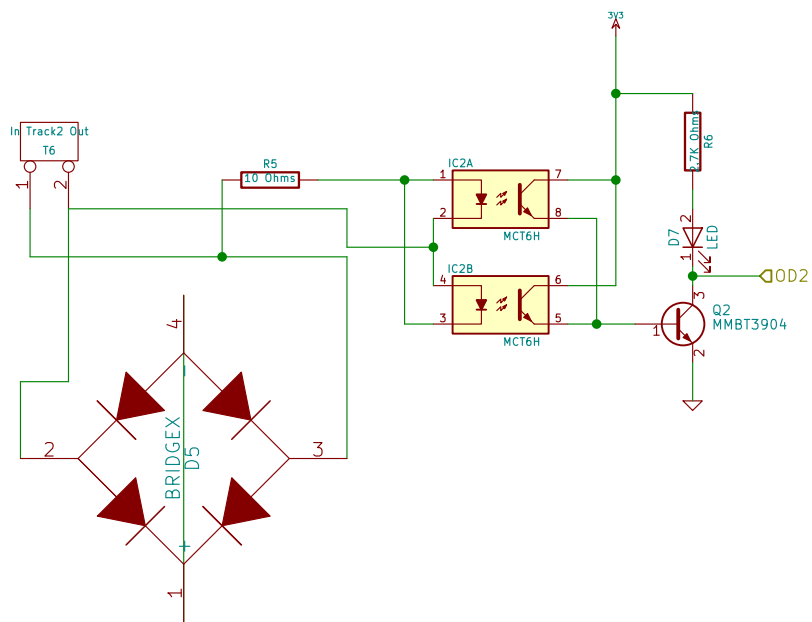 3V3
In Track2 Out
T6
1
2
R5
10 Ohms
IC2A
1
2
7
8
MCT6H
IC2B
4
3
6
5
MCT6H
2.7K Ohms
R6
D7
LED
2
1
OD2
3
Q2
MMBT3904
1
2
4
-
2
3
BRIDGEX
D5
+
1